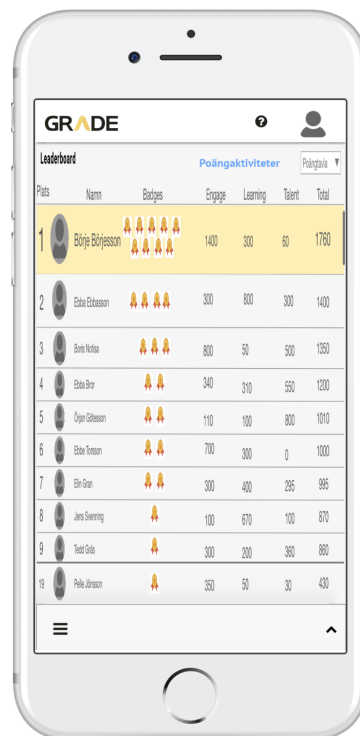 GRADE
Leaderboard Poängaktiviteter Poängtavla
Plats Namn Badges Engage Learning Talent Total
1 Börje Börjesson 1400 300 60 1760
2 Ebba Ebbasson 300 800 300 1400
3 Boris Notisa 800 50 500 1350
4 Ebba Bror 340 310 550 1200
5 Örjan Götesson 110 100 800 1010
6 Ebbe Torsson 700 300 0 1000
7 Elin Gran 300 400 295 995
8 Jens Svenning 100 670 100 870
9 Tedd Gräs 300 200 360 860
19 Pelle Jönsson 350 50 30 430